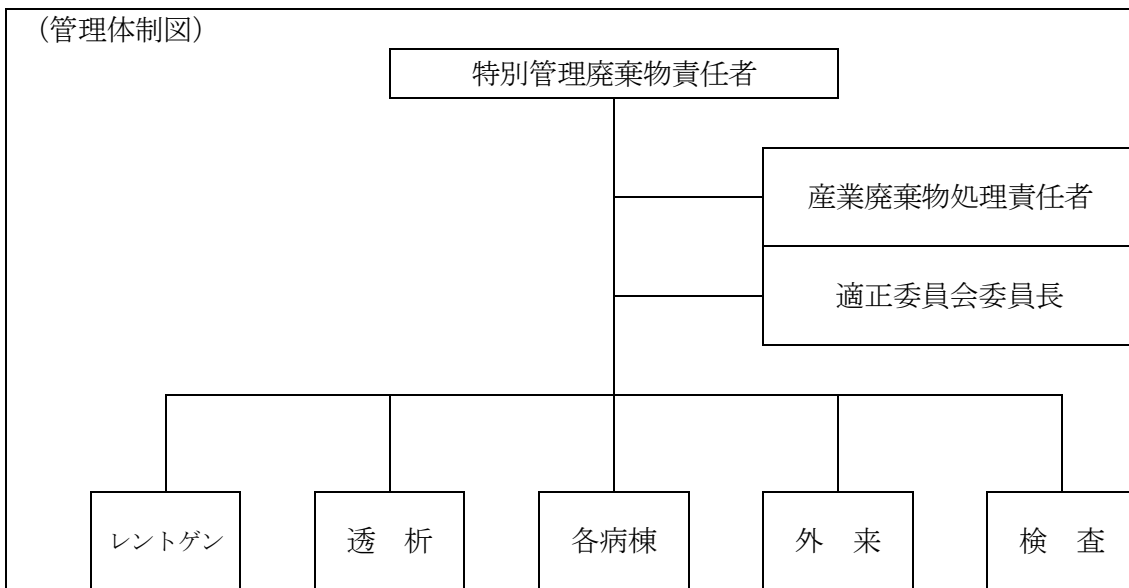 （管理体制図）
特別管理廃棄物責任者
産業廃棄物処理責任者
適正委員会委員長
レントゲン
透　析
各病棟
外　来
検　査